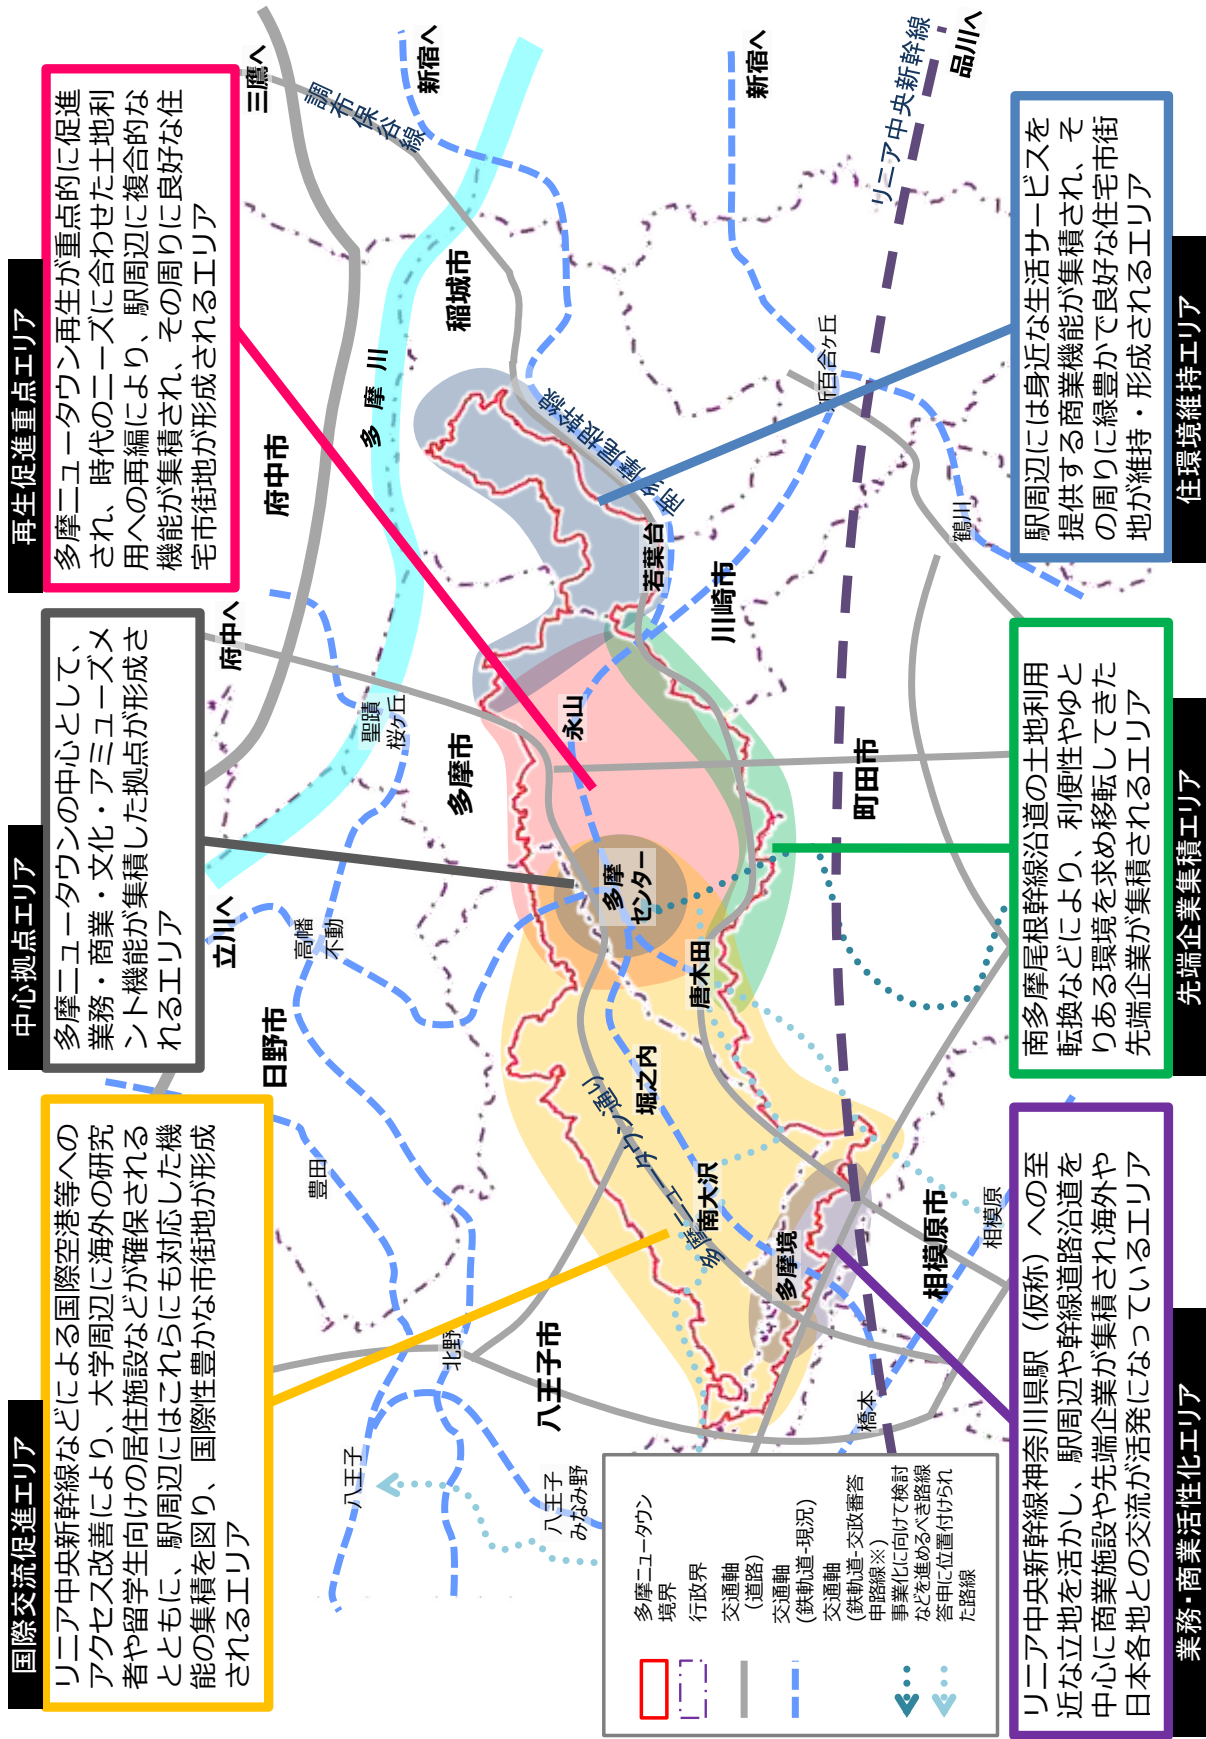 国際交流促進エリア
リニア中央新幹線などによる国際空港等への
アクセス改善により、大学周辺に海外の研究
者や留学生向けの居住施設などが確保される
とともに、駅周辺にはこれらにも対応した機
能の集積を図り、国際性豊かな市街地が形成
されるエリア
中心拠点エリア
多摩ニュータウンの中心として、
業務・商業・文化・アミューズメ
ント機能が集積した拠点が形成さ
れるエリア
再生促進重点エリア
多摩ニュータウン再生が重点的に促進
され、時代のニーズに合わせた土地利
用への再編により、駅周辺に複合的な
機能が集積され、その周りに良好な住
宅市街地が形成されるエリア
立川へ
府中へ
三鷹へ
調布保谷線
新宿へ
府中市
多摩川
稲城市
日野市
高幡
不動
聖蹟
桜ヶ丘
多摩市
豊田
八王子
北野
八王子市
八王子
みなみ野
永山
多摩
センター
若葉台
南多摩尾根幹線
新宿へ
リニア中央新幹線
品川へ
川崎市
新百合ヶ丘
鶴川
唐木田
堀之内
多摩ニュータウン通り
南大沢
多摩境
町田市
相模原市
相模原
橋本
多摩ニュータウン
境界
行政界
交通軸
（道路）
交通軸
（鉄軌道-現況）
交通軸
（鉄軌道-交政審答
申路線※）
事業化に向けて検討
などを進めるべき路線
答申に位置付けられ
た路線
リニア中央新幹線神奈川県駅（仮称）への至
近な立地を活かし、駅周辺や幹線道路沿道を
中心に商業施設や先端企業が集積され海外や
日本各地との交流が活発になっているエリア
業務・商業活性化エリア
南多摩尾根幹線沿道の土地利用
転換などにより、利便性やゆと
りある環境を求め移転してきた
先端企業が集積されるエリア
先端企業集積エリア
駅周辺には身近な生活サービスを
提供する商業機能が集積され、そ
の周りに緑豊かで良好な住宅市街
地が維持・形成されるエリア
住環境維持エリア